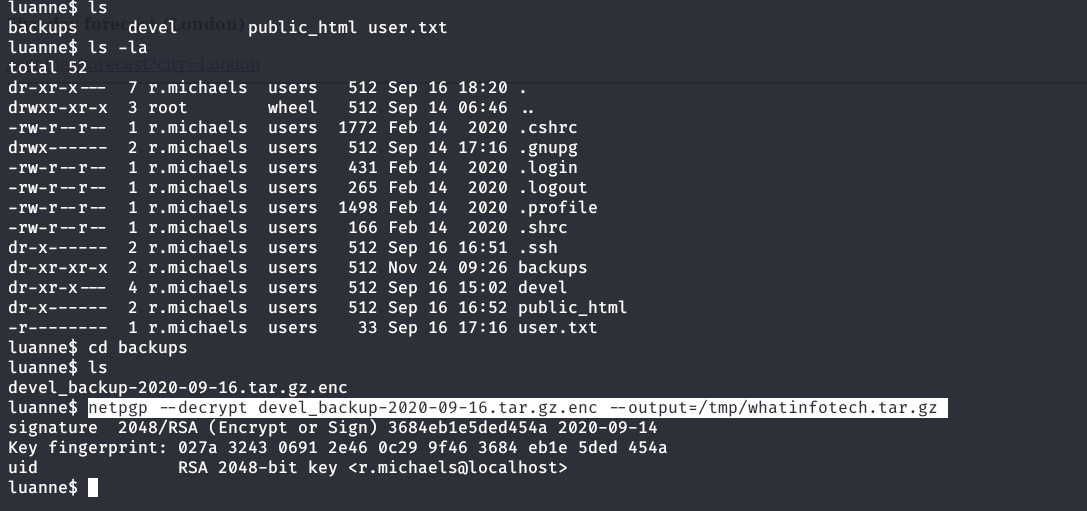 luanne$ ls
backups     devel       public_html user.txt
luanne$ ls -la
total 52
dr-xr-x---  7 r.michaels  users   512 Sep 16 18:20 .
drwxr-xr-x  3 root        wheel   512 Sep 14 06:46 ..
-rw-r--r--  1 r.michaels  users  1772 Feb 14  2020 .cshrc
drwx------  2 r.michaels  users   512 Sep 14 17:16 .gnupg
-rw-r--r--  1 r.michaels  users   431 Feb 14  2020 .login
-rw-r--r--  1 r.michaels  users   265 Feb 14  2020 .logout
-rw-r--r--  1 r.michaels  users  1498 Feb 14  2020 .profile
-rw-r--r--  1 r.michaels  users   166 Feb 14  2020 .shrc
dr-x------  2 r.michaels  users   512 Sep 16 16:51 .ssh
dr-xr-xr-x  2 r.michaels  users   512 Nov 24 09:26 backups
dr-xr-x---  4 r.michaels  users   512 Sep 16 15:02 devel
dr-x------  2 r.michaels  users   512 Sep 16 16:52 public_html
-r--------  1 r.michaels  users    33 Sep 16 17:16 user.txt
luanne$ cd backups
luanne$ ls
devel_backup-2020-09-16.tar.gz.enc
luanne$ netpgp --decrypt devel_backup-2020-09-16.tar.gz.enc --output=/tmp/whatinfotech.tar.gz
signature  2048/RSA (Encrypt or Sign) 3684eb1e5ded454a 2020-09-14
Key fingerprint: 027a 3243 0691 2e46 0c29 9f46 3684 eb1e 5ded 454a
uid              RSA 2048-bit key <r.michaels@localhost>
luanne$